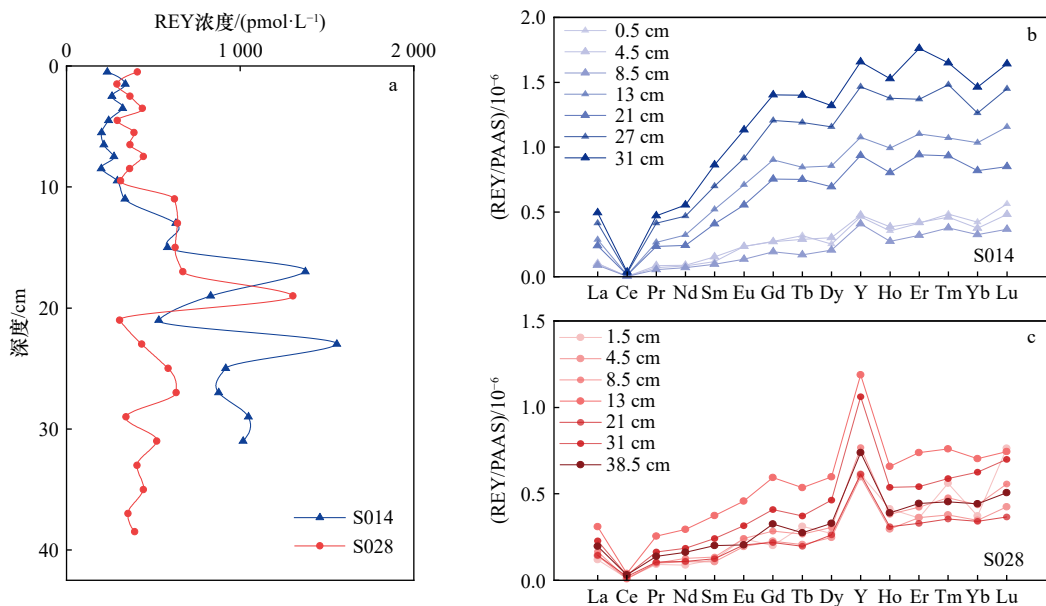 REY浓度/(pmol·L⁻¹)
0 1 000 2 000
a
深度/cm
0
10
20
30
40
S014
S028
b
(REY/PAAS)/10⁻⁶
2.0
1.5
1.0
0.5
0.0
0.5 cm
4.5 cm
8.5 cm
13 cm
21 cm
27 cm
31 cm
S014
La Ce Pr Nd Sm Eu Gd Tb Dy Y Ho Er Tm Yb Lu
c
(REY/PAAS)/10⁻⁶
1.5
1.0
0.5
0.0
1.5 cm
4.5 cm
8.5 cm
13 cm
21 cm
31 cm
38.5 cm
S028
La Ce Pr Nd Sm Eu Gd Tb Dy Y Ho Er Tm Yb Lu